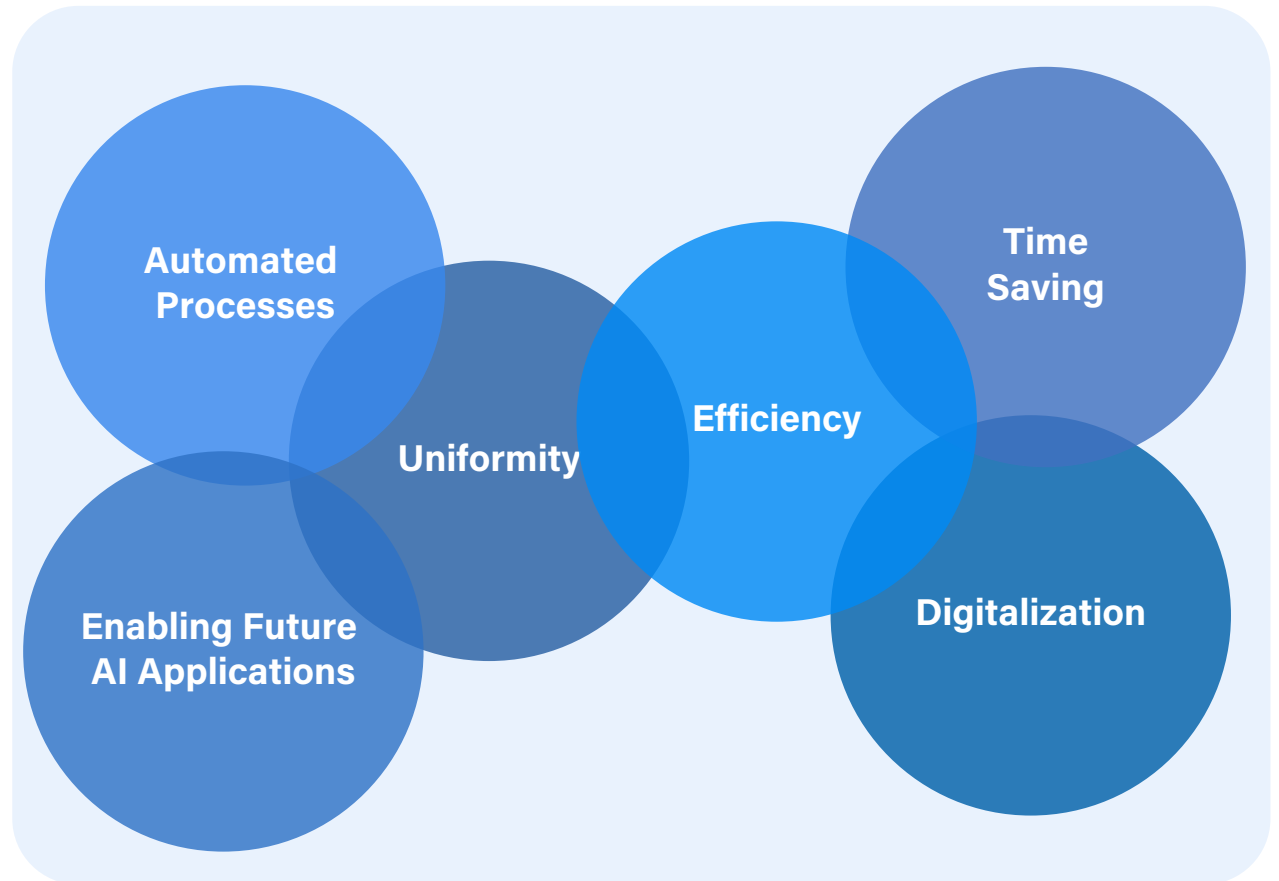 Automated
Processes
Enabling Future
AI Applications
Uniformity
Efficiency
Time
Saving
Digitalization